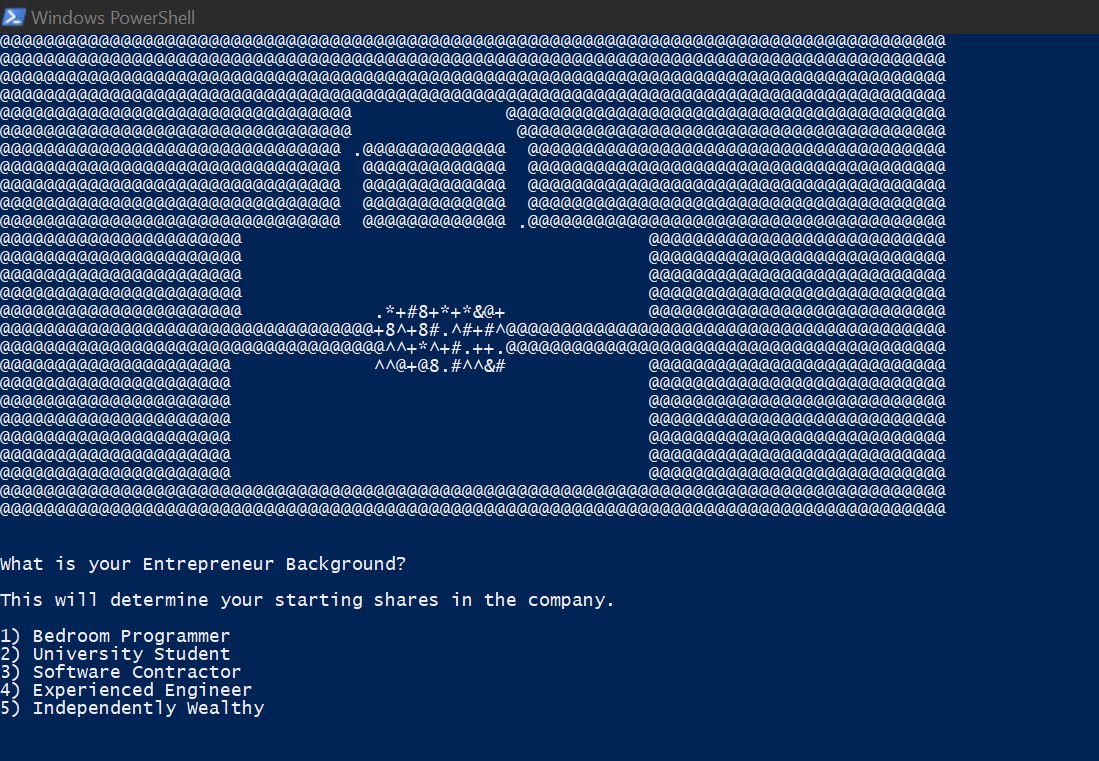 Windows PowerShell
What is your Entrepreneur Background?
This will determine your starting shares in the company.
1) Bedroom Programmer
2) University Student
3) Software Contractor
4) Experienced Engineer
5) Independently Wealthy